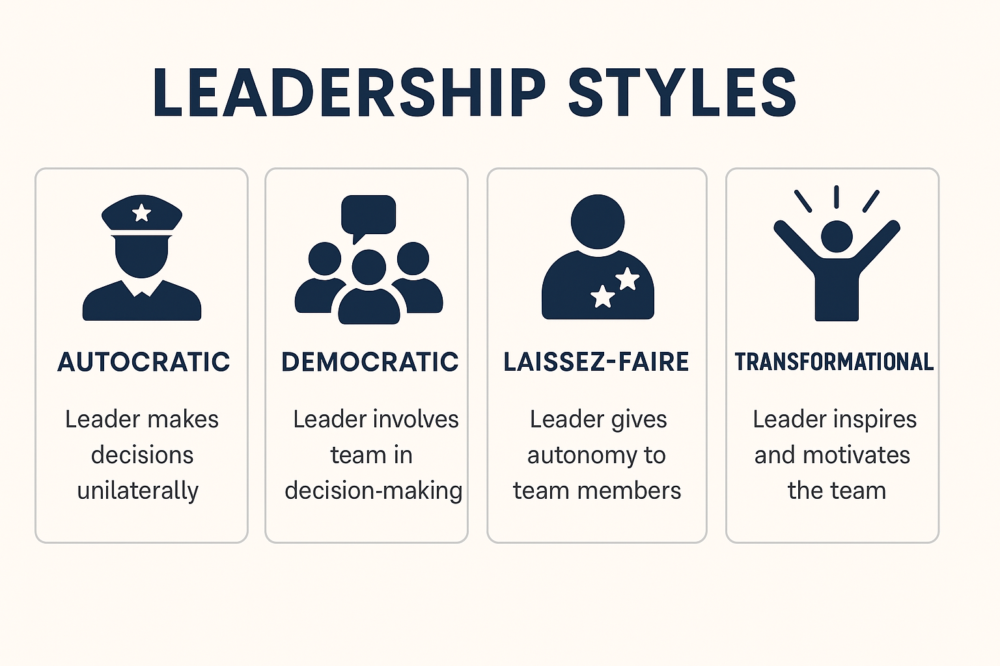 LEADERSHIP STYLES
AUTOCRATIC
Leader makes
decisions
unilaterally
DEMOCRATIC
Leader involves
team in
decision-making
LAISSEZ-FAIRE
Leader gives
autonomy to
team members
TRANSFORMATIONAL
Leader inspires
and motivates
the team